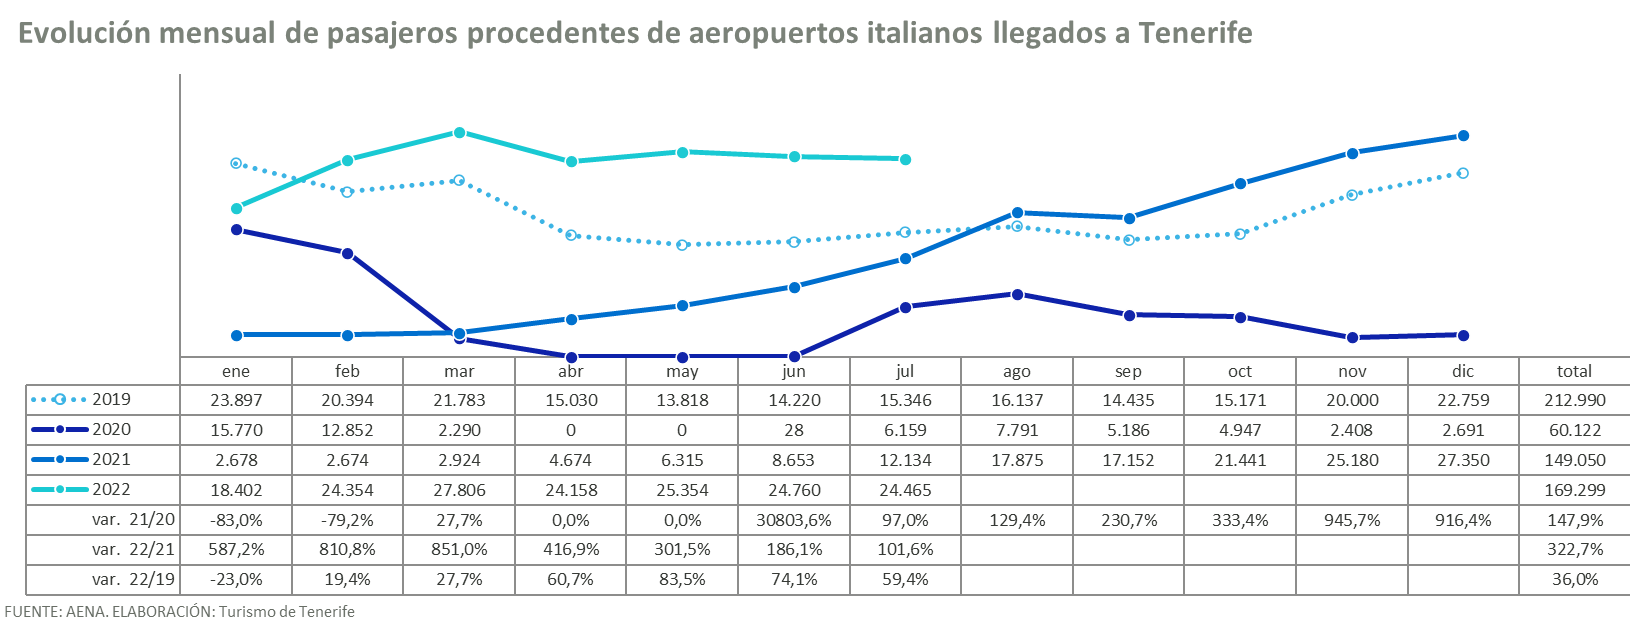 Evolución mensual de pasajeros procedentes de aeropuertos italianos llegados a Tenerife
ene feb mar abr may jun jul ago sep oct nov dic total
2019 23.897 20.394 21.783 15.030 13.818 14.220 15.346 16.137 14.435 15.171 20.000 22.759 212.990
2020 15.770 12.852 2.290 0 0 28 6.159 7.791 5.186 4.947 2.408 2.691 60.122
2021 2.678 2.674 2.924 4.674 6.315 8.653 12.134 17.875 17.152 21.441 25.180 27.350 149.050
2022 18.402 24.354 27.806 24.158 25.354 24.760 24.465 169.299
var. 21/20 -83,0% -79,2% 27,7% 0,0% 0,0% 30803,6% 97,0% 129,4% 230,7% 333,4% 945,7% 916,4% 147,9%
var. 22/21 587,2% 810,8% 851,0% 416,9% 301,5% 186,1% 101,6% 322,7%
var. 22/19 -23,0% 19,4% 27,7% 60,7% 83,5% 74,1% 59,4% 36,0%
FUENTE: AENA. ELABORACIÓN: Turismo de Tenerife